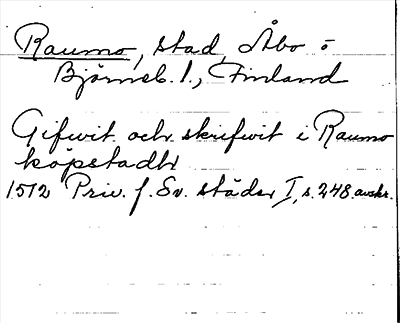 Raumo, stad, Åbo o
Björneb. l., Finland
Gifwit och skrifwit i Raumo
köpstadh
1512 Priv. f. Sv. städer I, s. 248 avskr.